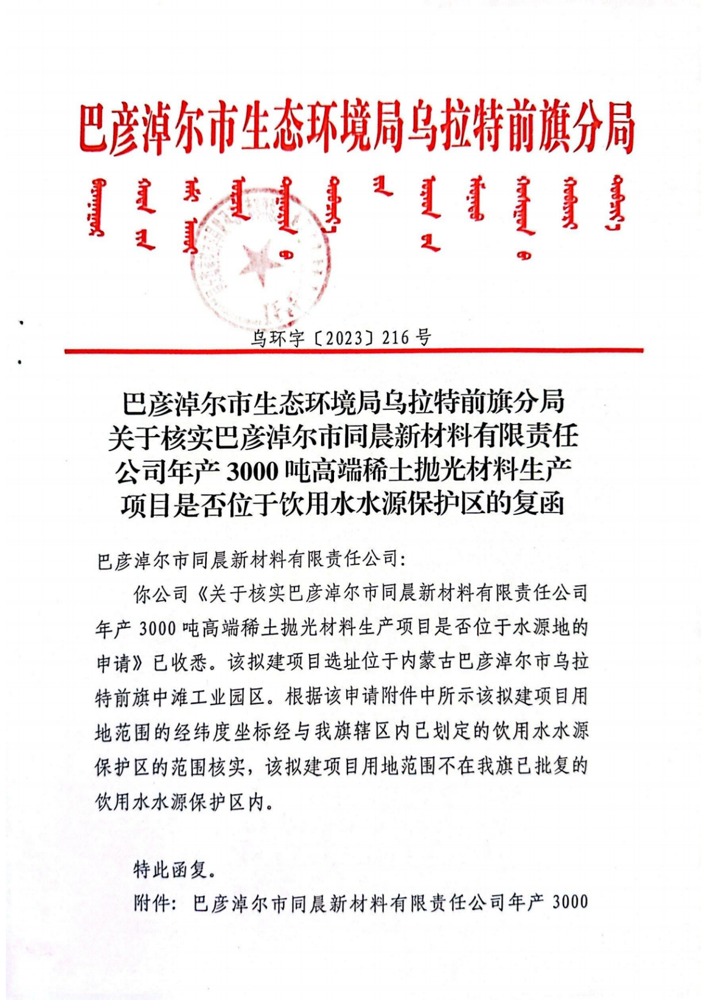 巴彦淖尔市生态环境局乌拉特前旗分局
乌环字〔2023〕216号
巴彦淖尔市生态环境局乌拉特前旗分局
关于核实巴彦淖尔市同晨新材料有限责任
公司年产3000吨高端稀土抛光材料生产
项目是否位于饮用水水源保护区的复函
巴彦淖尔市同晨新材料有限责任公司：
你公司《关于核实巴彦淖尔市同晨新材料有限责任公司
年产3000吨高端稀土抛光材料生产项目是否位于水源地的
申请》已收悉。该拟建项目选址位于内蒙古巴彦淖尔市乌拉
特前旗中滩工业园区。根据该申请附件中所示该拟建项目用
地范围的经纬度坐标经与我旗辖区内已划定的饮用水水源
保护区的范围核实，该拟建项目用地范围不在我旗已批复的
饮用水水源保护区内。
特此函复。
附件：巴彦淖尔市同晨新材料有限责任公司年产3000